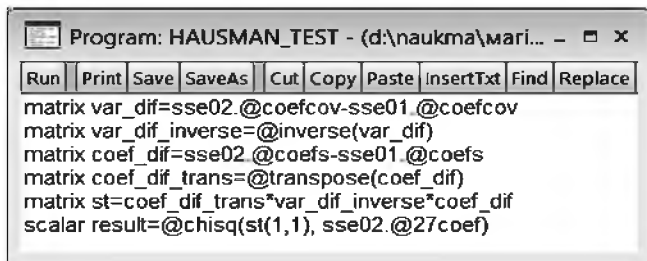 Program: HAUSMAN_TEST - (d:\naukma\мari...
Run Print Save SaveAs Cut Copy Paste InsertTxt Find Replace
matrix var_dif=sse02.@coefcov-sse01.@coefcov
matrix var_dif_inverse=@inverse(var_dif)
matrix coef_dif=sse02.@coefs-sse01.@coefs
matrix coef_dif_trans=@transpose(coef_dif)
matrix st=coef_dif_trans*var_dif_inverse*coef_dif
scalar result=@chisq(st(1,1), sse02.@27coef)